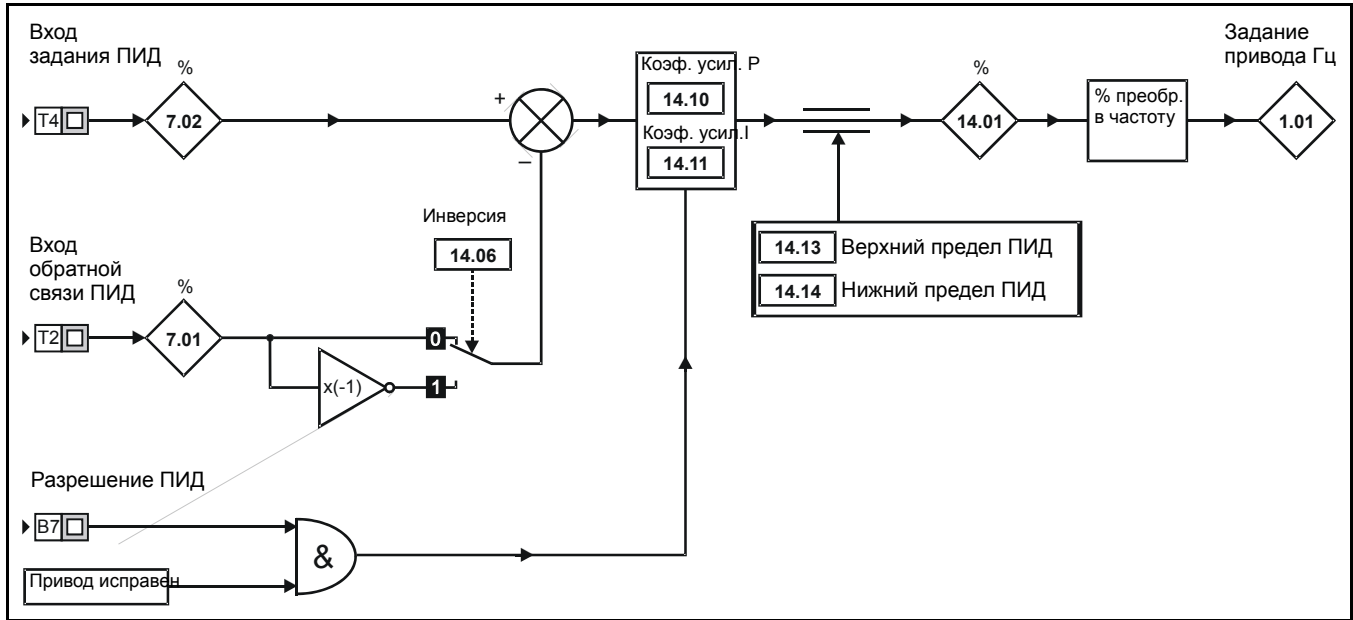 Вход
задания ПИД
%
T4
7.02
+
–
Коэф. усил. P
14.10
Коэф. усил.I
14.11
%
14.01
% преобр.
в частоту
Задание
привода Гц
1.01
Инверсия
14.06
14.13 Верхний предел ПИД
14.14 Нижний предел ПИД
Вход
обратной
связи ПИД
%
T2
7.01
0
x(-1)
1
Разрешение ПИД
B7
&
Привод исправен